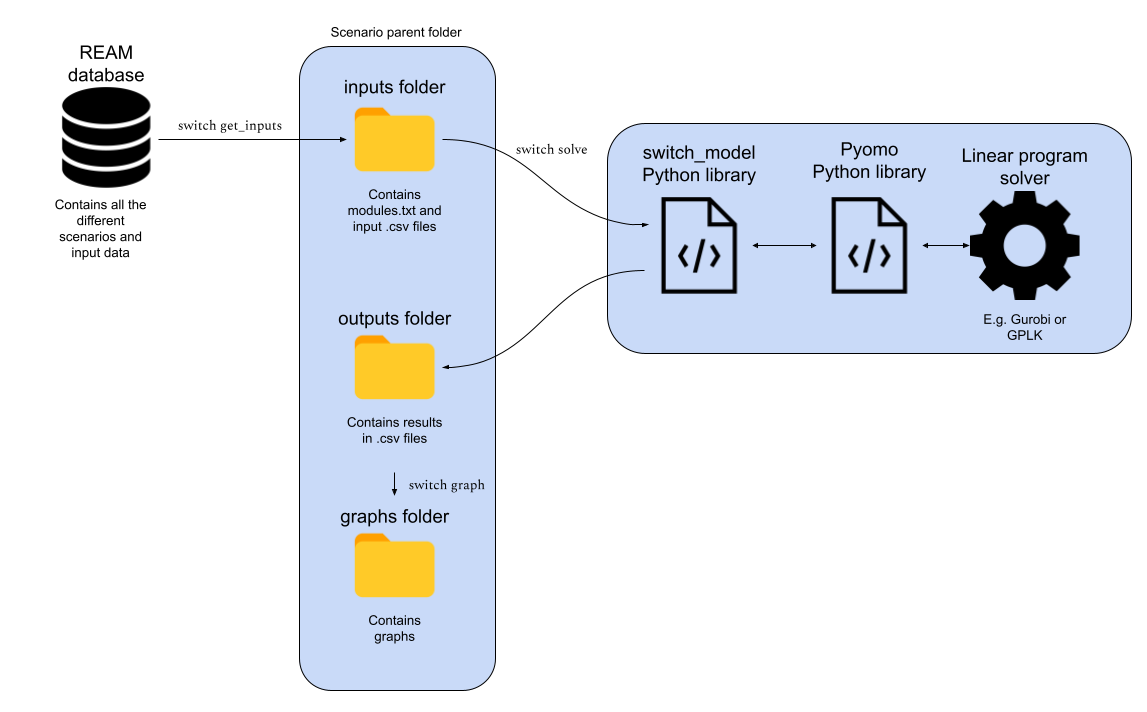 Scenario parent folder
REAM
database
switch get_inputs
Contains all the
different
scenarios and
input data
inputs folder
Contains
modules.txt and
input .csv files
switch solve
switch_model
Python library
Pyomo
Python library
Linear program
solver
</>
</>
E.g. Gurobi or
GPLK
outputs folder
Contains results
in .csv files
switch graph
graphs folder
Contains
graphs